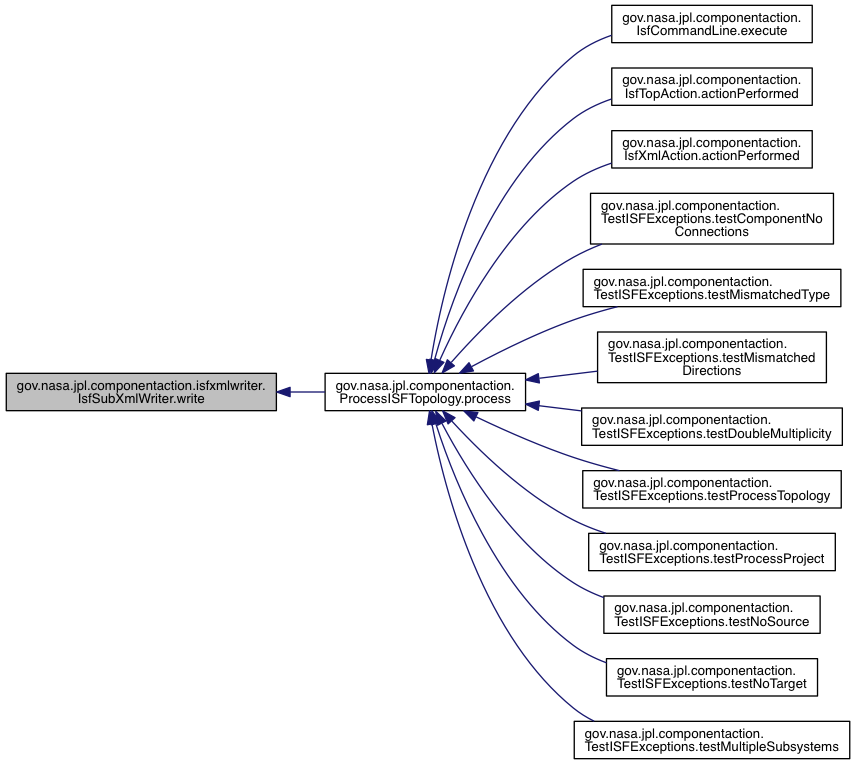 gov.nasa.jpl.componentaction.
IsfCommandLine.execute
gov.nasa.jpl.componentaction.
IsfTopAction.actionPerformed
gov.nasa.jpl.componentaction.
IsfXmlAction.actionPerformed
gov.nasa.jpl.componentaction.
TestISFExceptions.testComponentNo
Connections
gov.nasa.jpl.componentaction.
TestISFExceptions.testMismatchedType
gov.nasa.jpl.componentaction.
TestISFExceptions.testMismatched
Directions
gov.nasa.jpl.componentaction.isfxmlwriter.
IsfSubXmlWriter.write
gov.nasa.jpl.componentaction.
ProcessISFTopology.process
gov.nasa.jpl.componentaction.
TestISFExceptions.testDoubleMultiplicity
gov.nasa.jpl.componentaction.
TestISFExceptions.testProcessTopology
gov.nasa.jpl.componentaction.
TestISFExceptions.testProcessProject
gov.nasa.jpl.componentaction.
TestISFExceptions.testNoSource
gov.nasa.jpl.componentaction.
TestISFExceptions.testNoTarget
gov.nasa.jpl.componentaction.
TestISFExceptions.testMultipleSubsystems